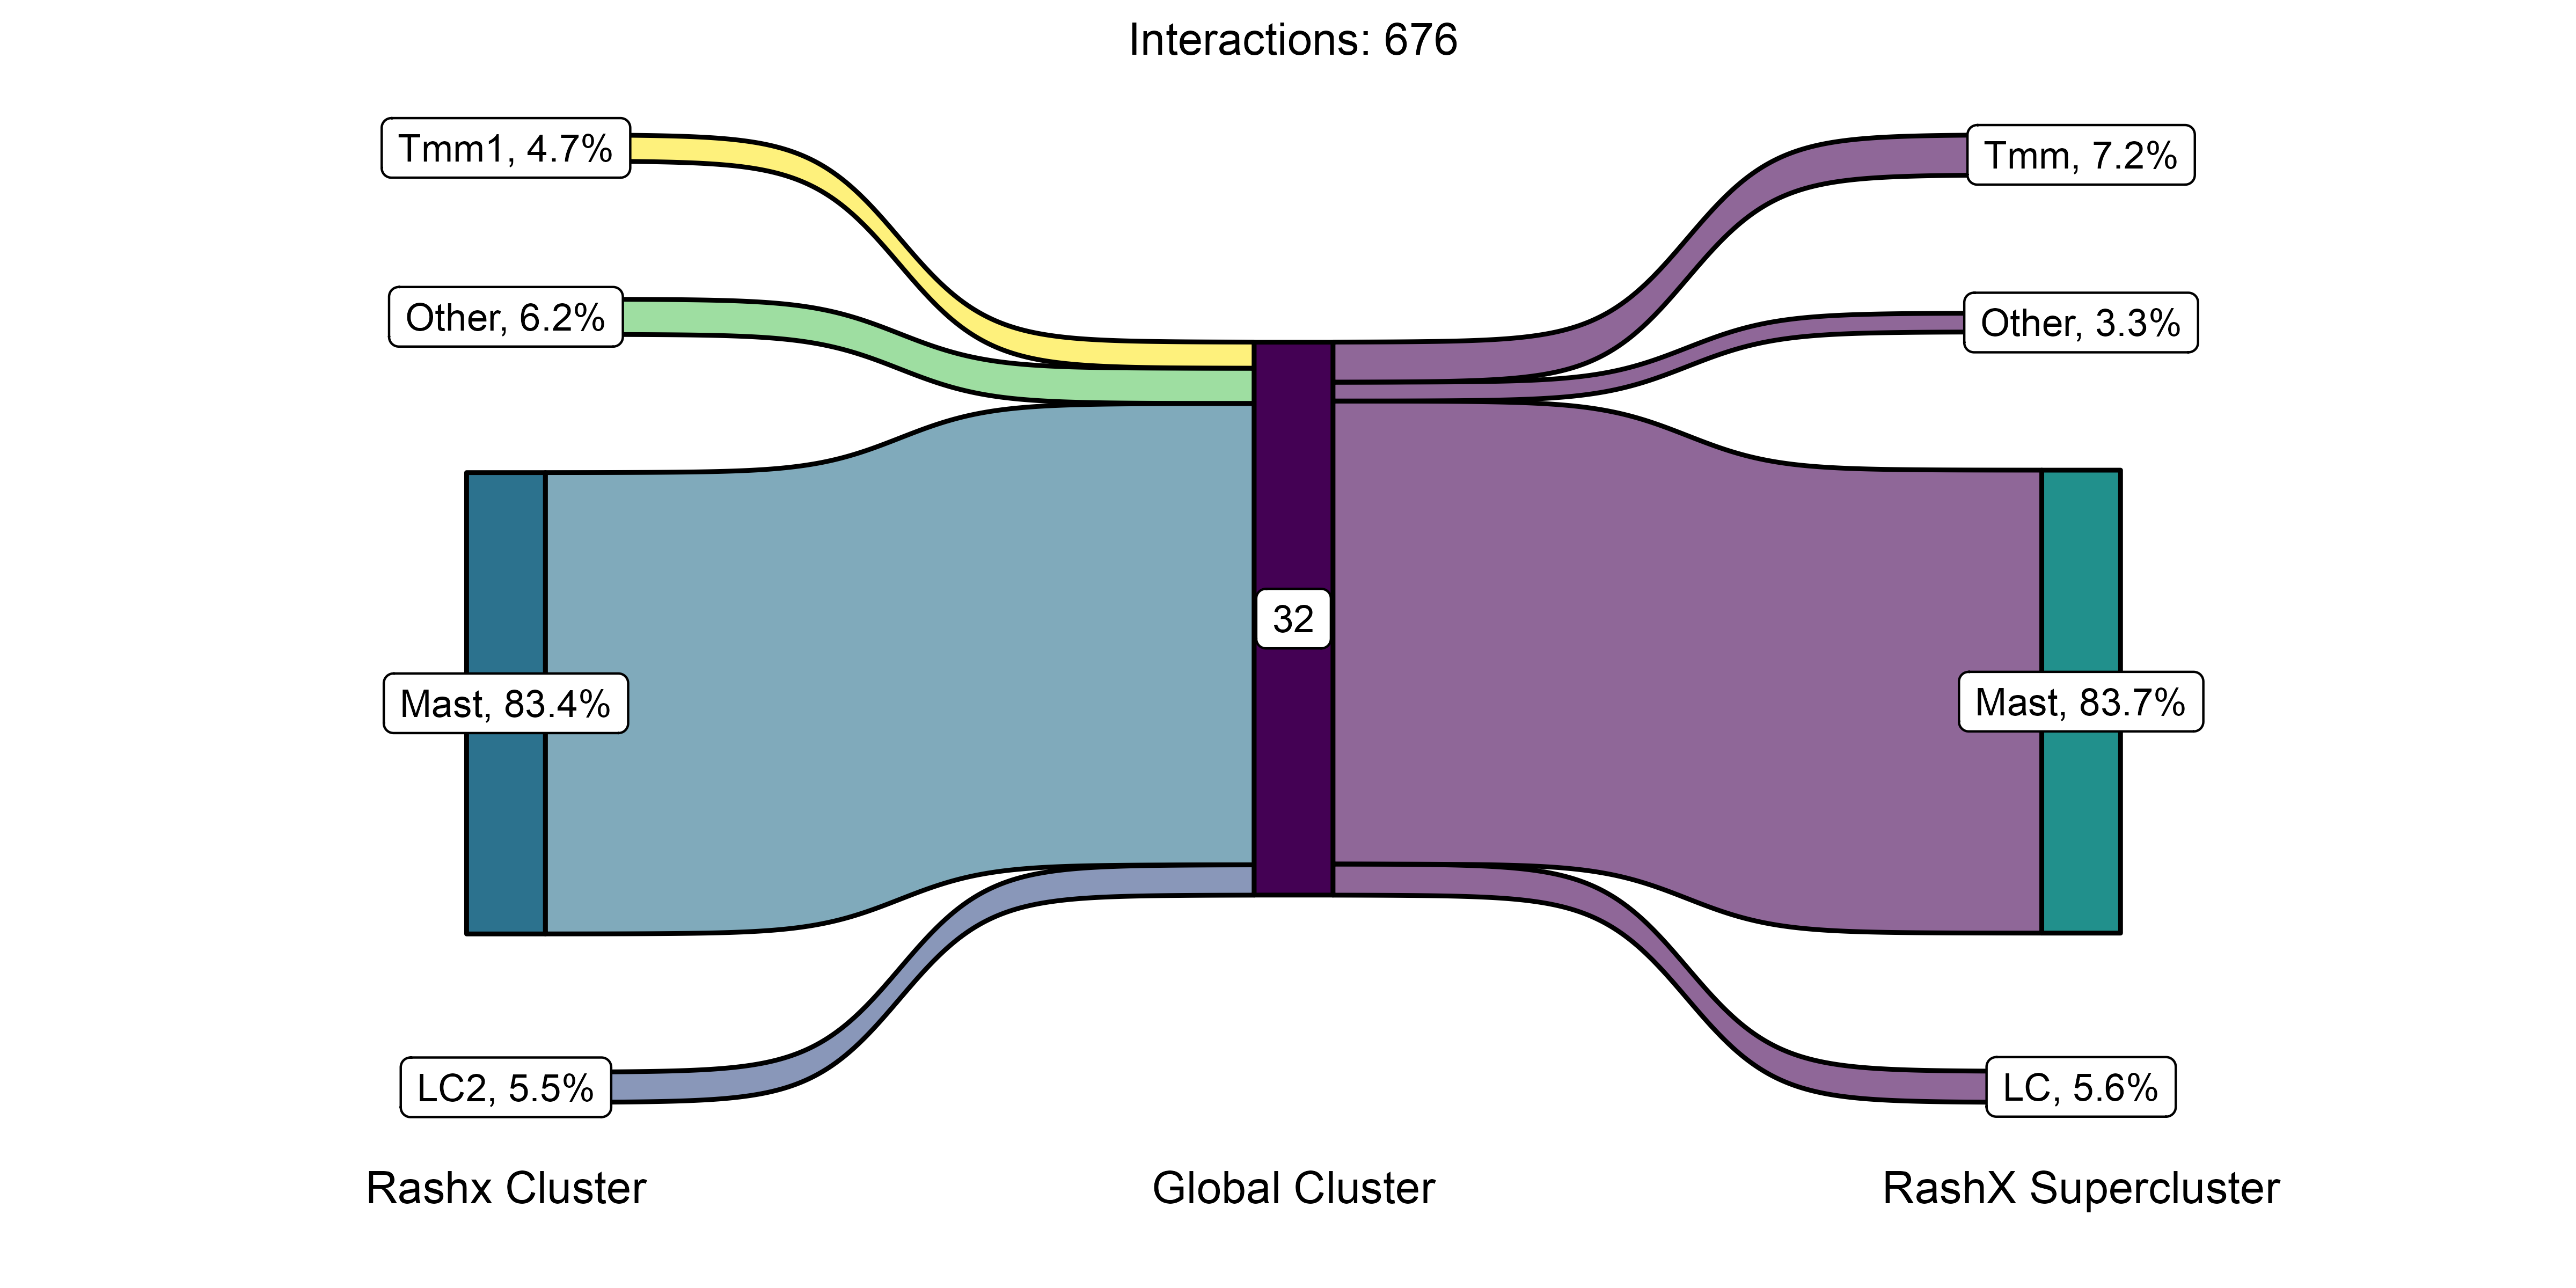 Interactions: 676
Tmm1, 4.7%
Tmm, 7.2%
Other, 6.2%
Other, 3.3%
32
Mast, 83.4%
Mast, 83.7%
LC2, 5.5%
LC, 5.6%
Rashx Cluster
Global Cluster
RashX Supercluster